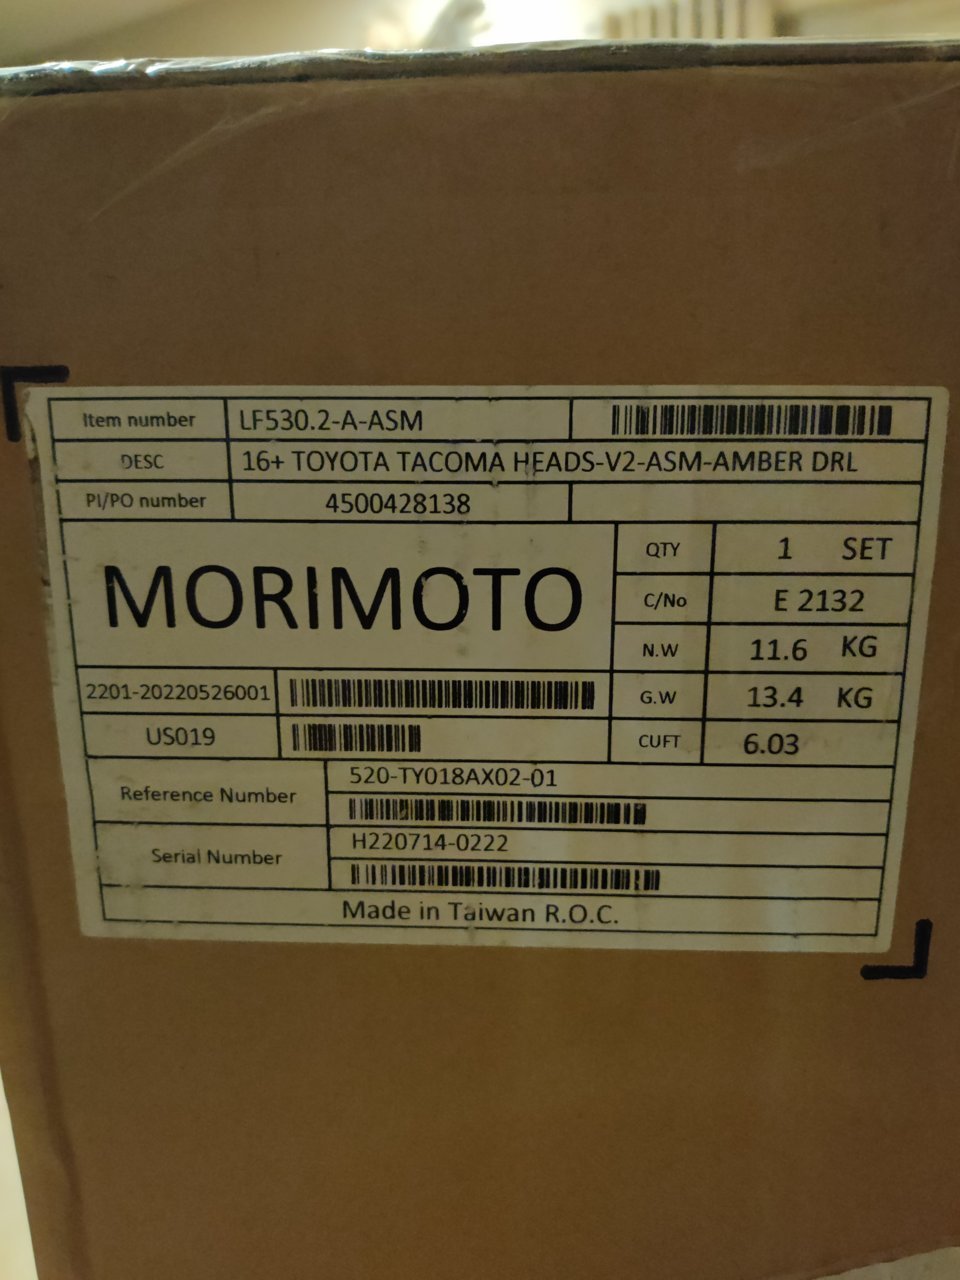 Item number LF530.2-A-ASM
DESC 16+ TOYOTA TACOMA HEADS-V2-ASM-AMBER DRL
PI/PO number 4500428138
MORIMOTO
QTY 1 SET
C/No E 2132
N.W 11.6 KG
G.W 13.4 KG
CUFT 6.03
2201-20220526001
US019
Reference Number 520-TY018AX02-01
Serial Number H220714-0222
Made in Taiwan R.O.C.